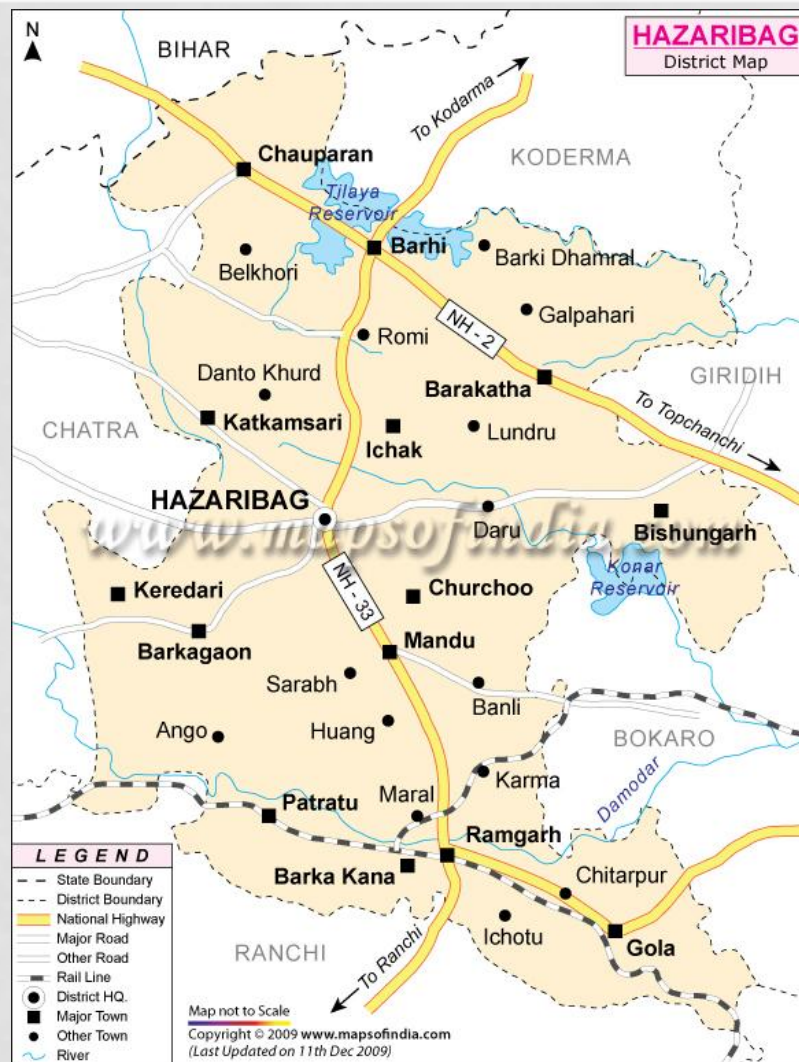 N
BIHAR
HAZARIBAG
District Map
To Kodarma
KODERMA
Chauparan
Tilaya
Reservoir
Barhi
Belkhori
Barki Dhamral
Galpahari
NH - 2
Romi
Danto Khurd
Barakatha
GIRIDIH
To Topchanchi
CHATRA
Katkamsari
Ichak
Lundru
HAZARIBAG
Daru
Bishungarh
www.mapsofindia.com
Konar
Reservoir
Keredari
NH - 33
Churchoo
Barkagaon
Mandu
Sarabh
Banli
Ango
Huang
BOKARO
Karma
Damodar
Patratu
Maral
Ramgarh
Barka Kana
Chitarpur
Ichotu
Gola
RANCHI
To Ranchi
LEGEND
State Boundary
District Boundary
National Highway
Major Road
Other Road
Rail Line
District HQ.
Major Town
Other Town
River
Map not to Scale
Copyright © 2009 www.mapsofindia.com
(Last Updated on 11th Dec 2009)